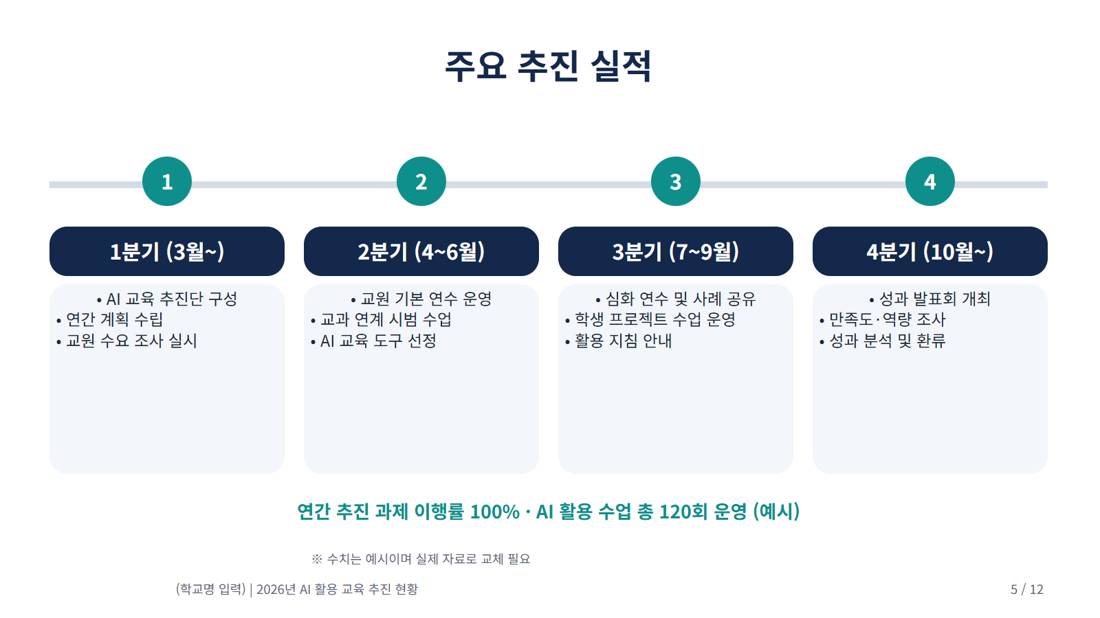 주요 추진 실적
1
2
3
4
1분기 (3월~)
2분기 (4~6월)
3분기 (7~9월)
4분기 (10월~)
• AI 교육 추진단 구성
• 연간 계획 수립
• 교원 수요 조사 실시
• 교원 기본 연수 운영
• 교과 연계 시범 수업
• AI 교육 도구 선정
• 심화 연수 및 사례 공유
• 학생 프로젝트 수업 운영
• 활용 지침 안내
• 성과 발표회 개최
• 만족도·역량 조사
• 성과 분석 및 환류
연간 추진 과제 이행률 100% · AI 활용 수업 총 120회 운영 (예시)
※ 수치는 예시이며 실제 자료로 교체 필요
(학교명 입력) | 2026년 AI 활용 교육 추진 현황
5 / 12